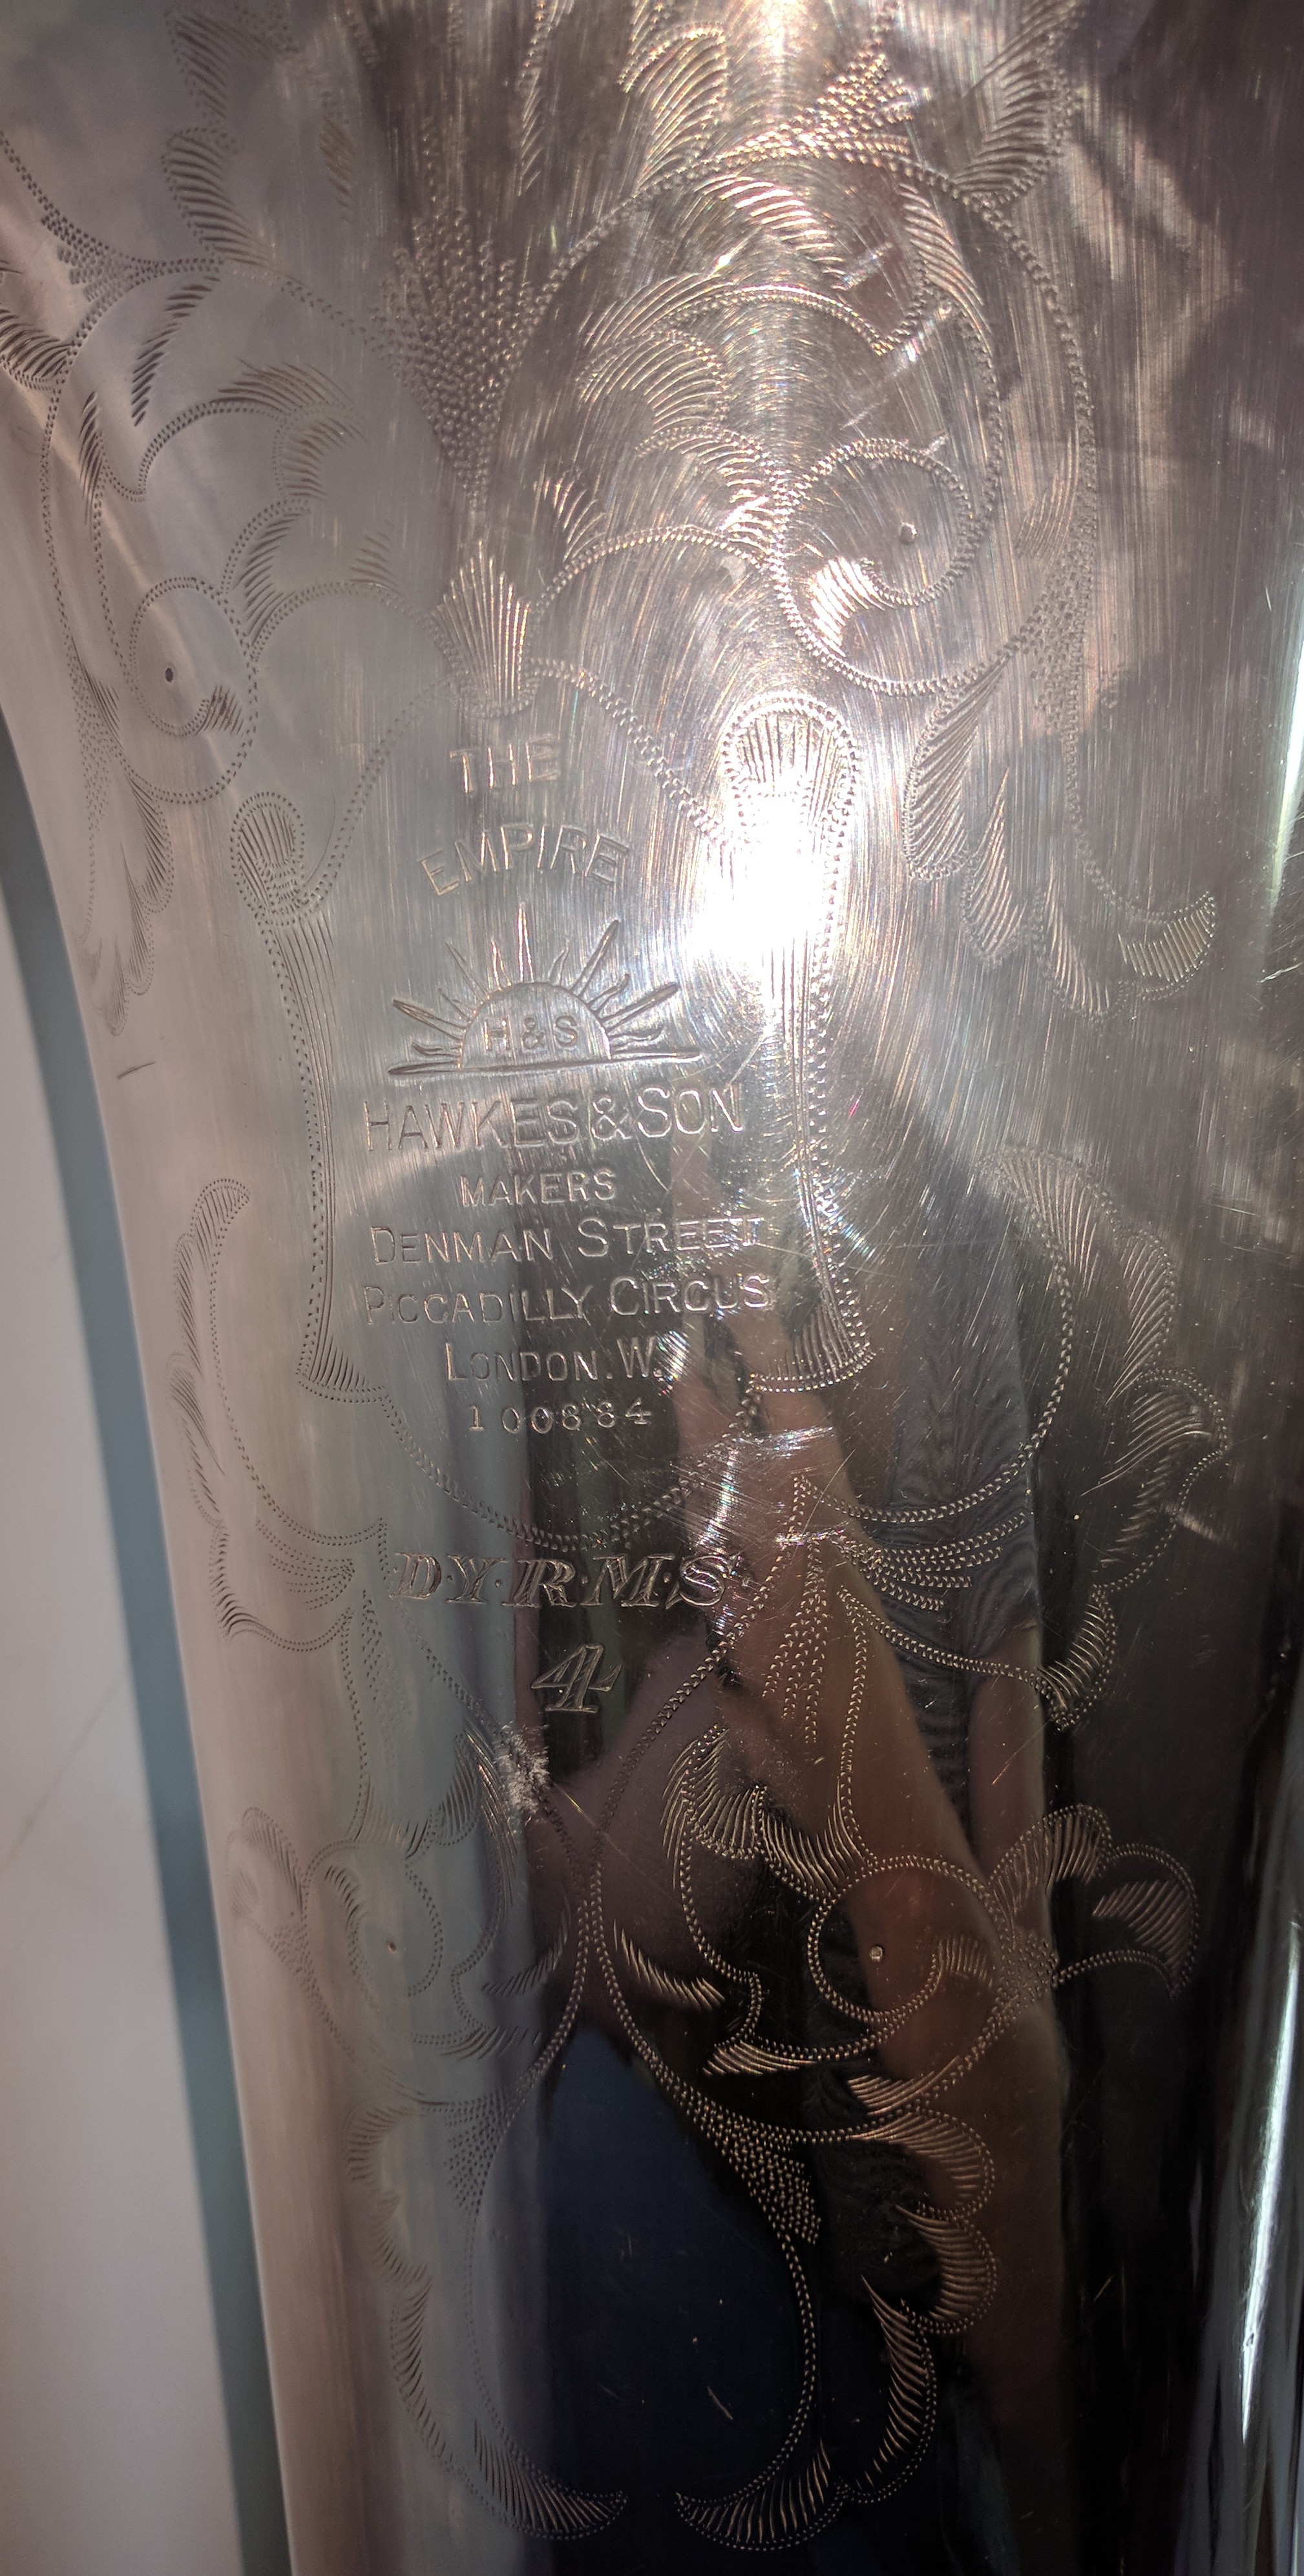 THE
EMPIRE
H&S
HAWKES & SON
MAKERS
DENMAN STREET
PICCADILLY CIRCUS
LONDON. W.
100884
D.Y.R.M.S.
4